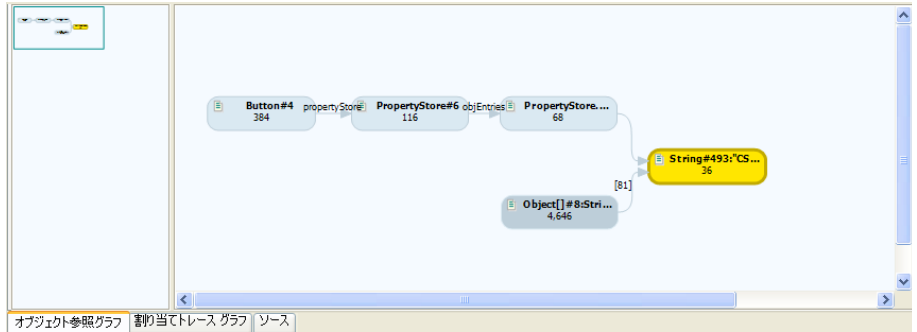 Button#4
384
propertyStore
PropertyStore#6
116
objEntries
PropertyStore....
68
String#493:"CS...
36
[81]
Object[]#8:Stri...
4,646
オブジェクト参照グラフ
割り当てトレース グラフ
ソース